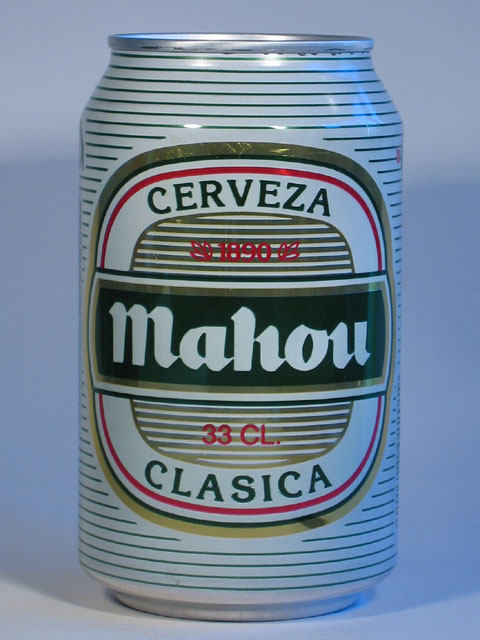 CERVEZA
1890
Mahou
33 CL.
CLASICA